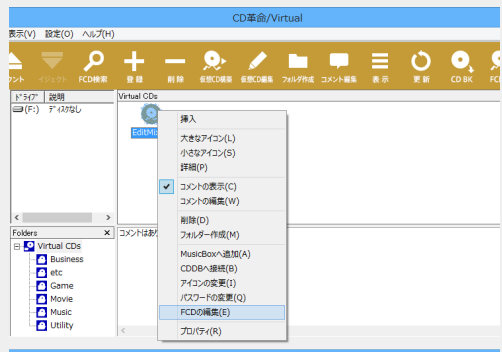 CD革命/Virtual
表示(V) 設定(O) ヘルプ(H)
ウント イジェクト FCD検索 登 録 削 除 仮想CD構築 仮想CD編集 フォルダ作成 コメント編集 表 示 更 新 CD BK FC
ドライブ 説明
(F:) ディスクなし
Virtual CDs
EditMi
挿入
大きなアイコン(L)
小さなアイコン(S)
詳細(P)
コメントの表示(C)
コメントの編集(W)
削除(D)
フォルダー作成(M)
MusicBoxへ追加(A)
CDDBへ接続(B)
アイコンの変更(I)
パスワードの変更(Q)
FCDの編集(E)
プロパティ(R)
Folders
Virtual CDs
Business
etc
Game
Movie
Music
Utility
コメントはあ